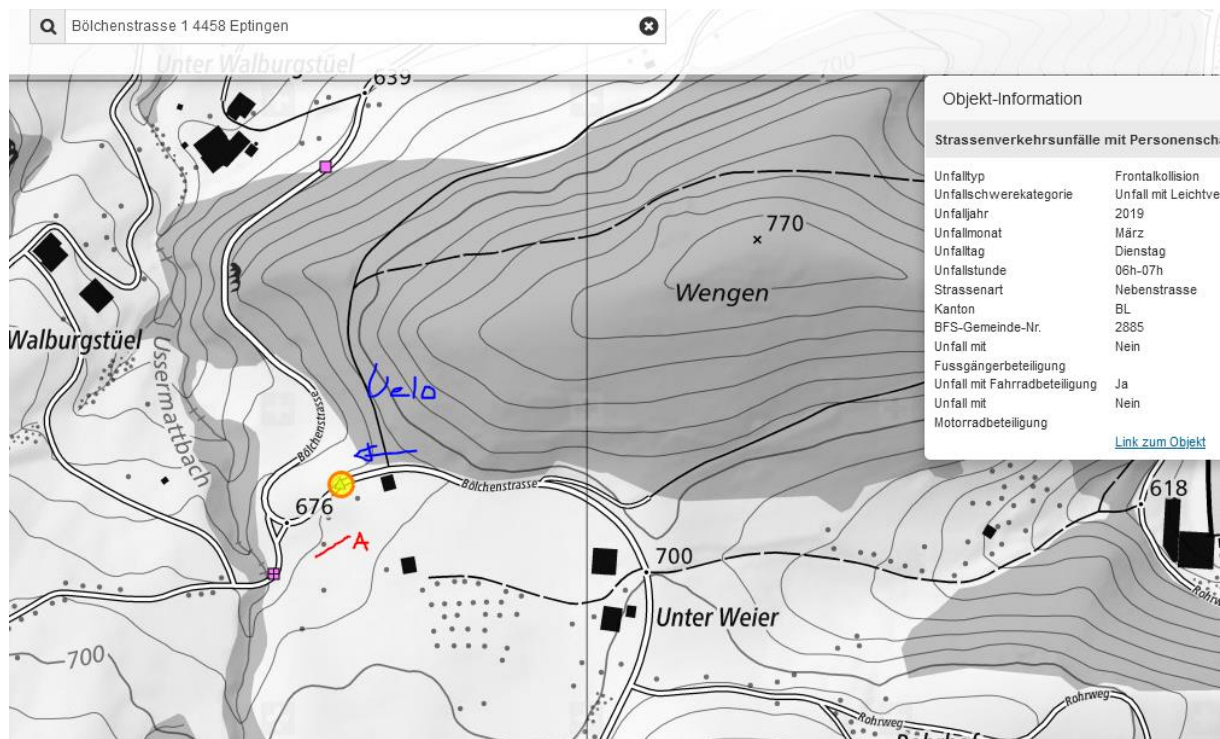 Bölchenstrasse 1 4458 Eptingen
Unter Walburgstüel
700
639
Objekt-Information
Strassenverkehrsunfälle mit Personensch
Unfalltyp Frontalkollision
Unfallschwerekategorie Unfall mit Leichtve
Unfalljahr 2019
Unfallmonat März
Unfalltag Dienstag
Unfallstunde 06h-07h
Strassenart Nebenstrasse
Kanton BL
BFS-Gemeinde-Nr. 2885
Unfall mit Nein
Fussgängerbeteiligung
Unfall mit Fahrradbeteiligung Ja
Unfall mit Nein
Motorradbeteiligung
Link zum Objekt
770
Wengen
Walburgstüel
Ussermattbach
Velo
Bölchenstrasse
Bölchenstrasse
676
618
A
700
Unter Weier
Rohrw
700
Rohrweg
Rohrweg